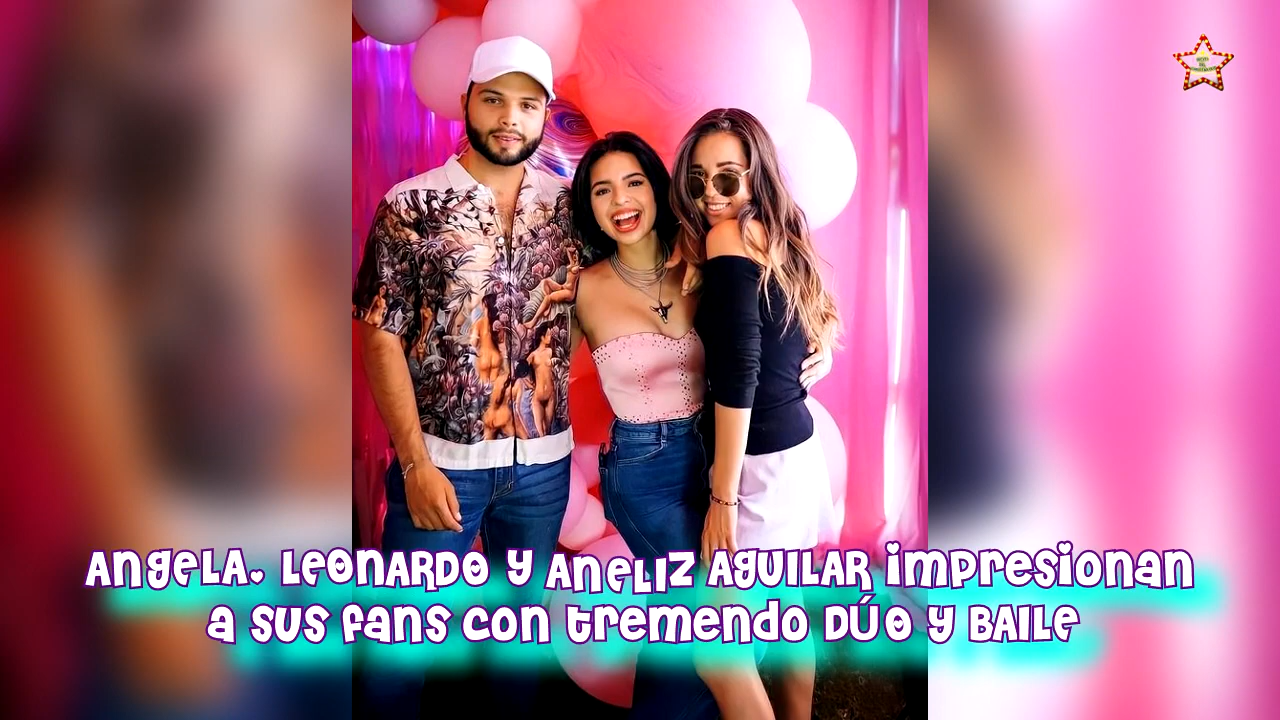 Angela, Leonardo y Aneliz Aguilar impresionan
a sus fans con tremendo dúo y baile